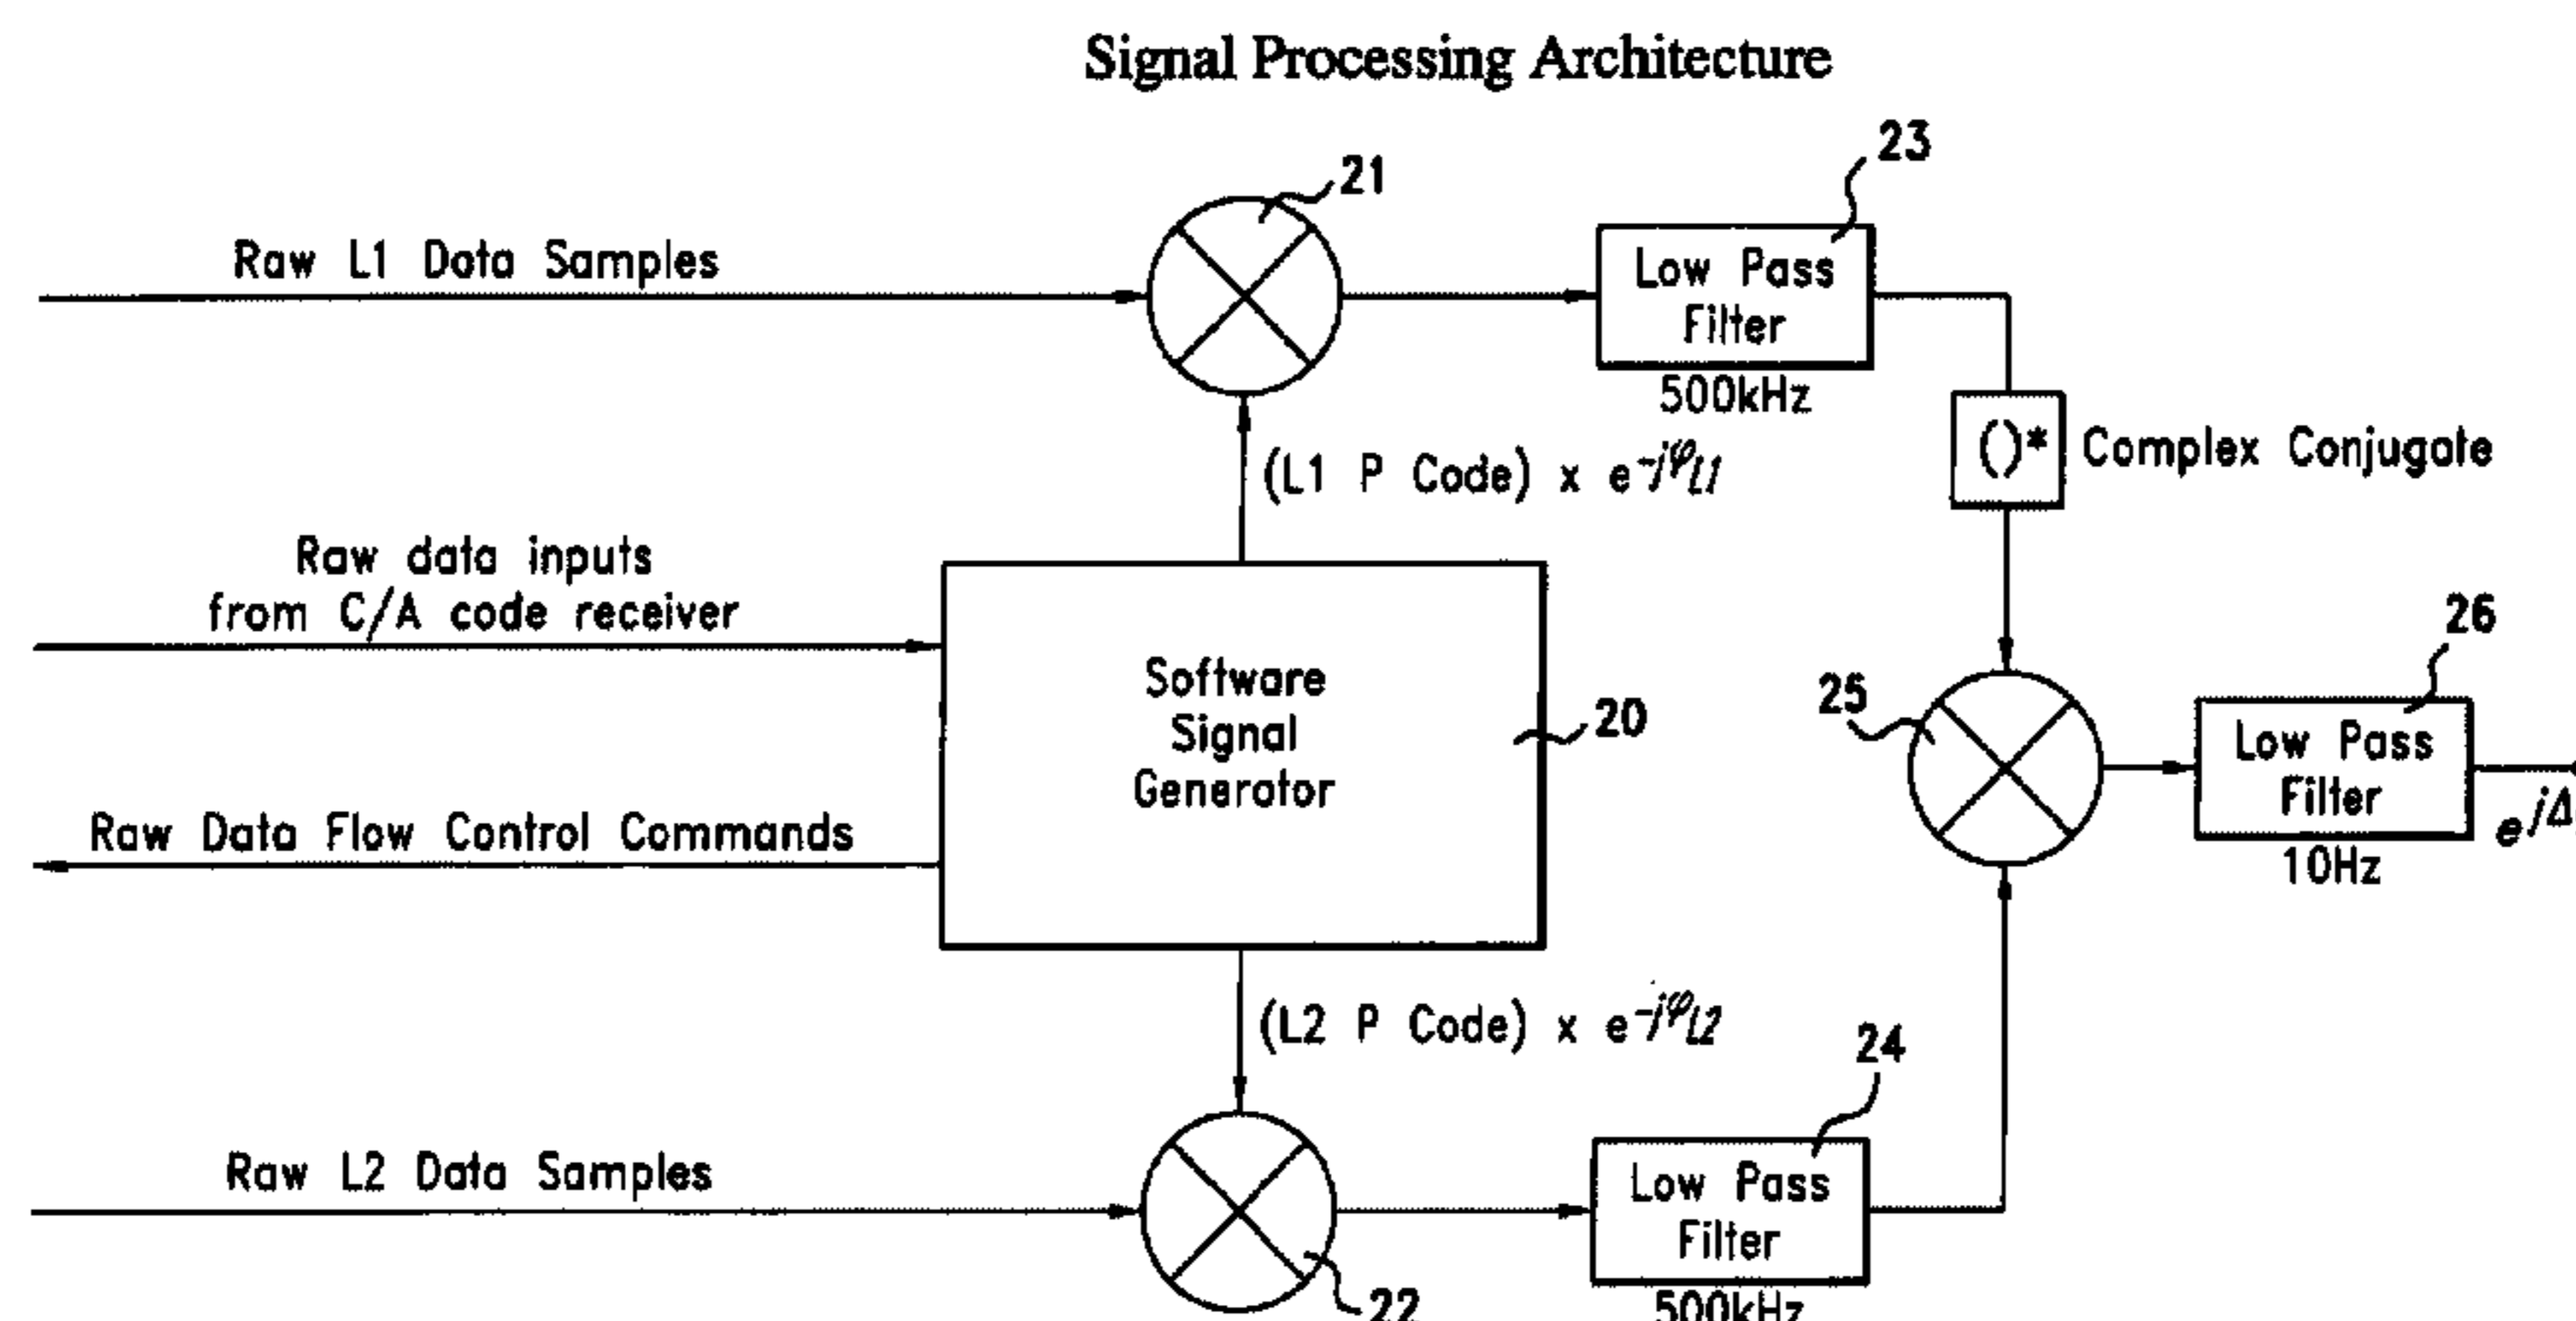 Signal Processing Architecture
21
23
Raw L1 Data Samples
Low Pass
Filter
500kHz
(L1 P Code) x e^-jφL1
()* Complex Conjugate
Raw data inputs
from C/A code receiver
Software
Signal
Generator
20
25
26
Low Pass
Filter
10Hz
e^jΔ
Raw Data Flow Control Commands
(L2 P Code) x e^-jφL2
24
Raw L2 Data Samples
Low Pass
Filter
500kHz
22